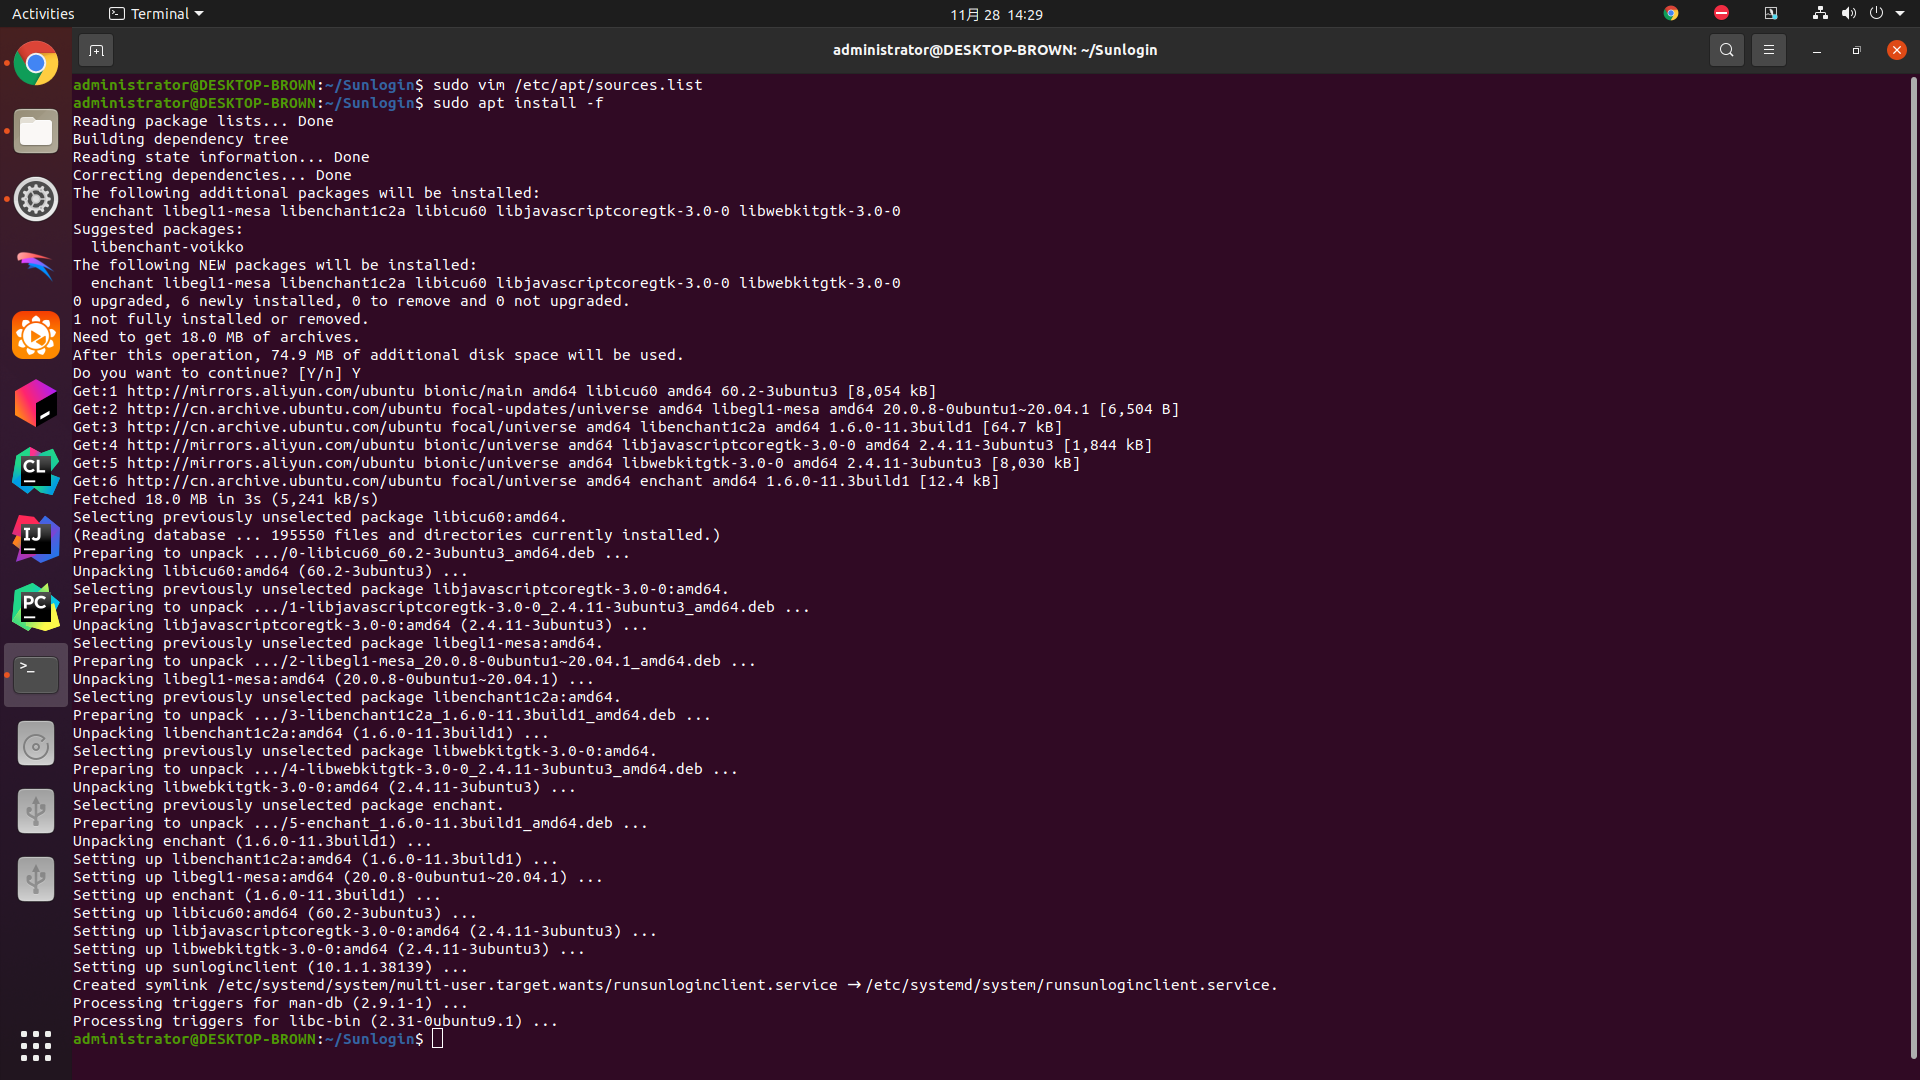 Activities
Terminal
11月 28 14:29
administrator@DESKTOP-BROWN: ~/Sunlogin
administrator@DESKTOP-BROWN:~/Sunlogin$ sudo vim /etc/apt/sources.list
administrator@DESKTOP-BROWN:~/Sunlogin$ sudo apt install -f
Reading package lists... Done
Building dependency tree
Reading state information... Done
Correcting dependencies... Done
The following additional packages will be installed:
  enchant libegl1-mesa libenchant1c2a libicu60 libjavascriptcoregtk-3.0-0 libwebkitgtk-3.0-0
Suggested packages:
  libenchant-voikko
The following NEW packages will be installed:
  enchant libegl1-mesa libenchant1c2a libicu60 libjavascriptcoregtk-3.0-0 libwebkitgtk-3.0-0
0 upgraded, 6 newly installed, 0 to remove and 0 not upgraded.
1 not fully installed or removed.
Need to get 18.0 MB of archives.
After this operation, 74.9 MB of additional disk space will be used.
Do you want to continue? [Y/n] Y
Get:1 http://mirrors.aliyun.com/ubuntu bionic/main amd64 libicu60 amd64 60.2-3ubuntu3 [8,054 kB]
Get:2 http://cn.archive.ubuntu.com/ubuntu focal-updates/universe amd64 libegl1-mesa amd64 20.0.8-0ubuntu1~20.04.1 [6,504 B]
Get:3 http://cn.archive.ubuntu.com/ubuntu focal/universe amd64 libenchant1c2a amd64 1.6.0-11.3build1 [64.7 kB]
Get:4 http://mirrors.aliyun.com/ubuntu bionic/universe amd64 libjavascriptcoregtk-3.0-0 amd64 2.4.11-3ubuntu3 [1,844 kB]
Get:5 http://mirrors.aliyun.com/ubuntu bionic/universe amd64 libwebkitgtk-3.0-0 amd64 2.4.11-3ubuntu3 [8,030 kB]
Get:6 http://cn.archive.ubuntu.com/ubuntu focal/universe amd64 enchant amd64 1.6.0-11.3build1 [12.4 kB]
Fetched 18.0 MB in 3s (5,241 kB/s)
Selecting previously unselected package libicu60:amd64.
(Reading database ... 195550 files and directories currently installed.)
Preparing to unpack .../0-libicu60_60.2-3ubuntu3_amd64.deb ...
Unpacking libicu60:amd64 (60.2-3ubuntu3) ...
Selecting previously unselected package libjavascriptcoregtk-3.0-0:amd64.
Preparing to unpack .../1-libjavascriptcoregtk-3.0-0_2.4.11-3ubuntu3_amd64.deb ...
Unpacking libjavascriptcoregtk-3.0-0:amd64 (2.4.11-3ubuntu3) ...
Selecting previously unselected package libegl1-mesa:amd64.
Preparing to unpack .../2-libegl1-mesa_20.0.8-0ubuntu1~20.04.1_amd64.deb ...
Unpacking libegl1-mesa:amd64 (20.0.8-0ubuntu1~20.04.1) ...
Selecting previously unselected package libenchant1c2a:amd64.
Preparing to unpack .../3-libenchant1c2a_1.6.0-11.3build1_amd64.deb ...
Unpacking libenchant1c2a:amd64 (1.6.0-11.3build1) ...
Selecting previously unselected package libwebkitgtk-3.0-0:amd64.
Preparing to unpack .../4-libwebkitgtk-3.0-0_2.4.11-3ubuntu3_amd64.deb ...
Unpacking libwebkitgtk-3.0-0:amd64 (2.4.11-3ubuntu3) ...
Selecting previously unselected package enchant.
Preparing to unpack .../5-enchant_1.6.0-11.3build1_amd64.deb ...
Unpacking enchant (1.6.0-11.3build1) ...
Setting up libenchant1c2a:amd64 (1.6.0-11.3build1) ...
Setting up libegl1-mesa:amd64 (20.0.8-0ubuntu1~20.04.1) ...
Setting up enchant (1.6.0-11.3build1) ...
Setting up libicu60:amd64 (60.2-3ubuntu3) ...
Setting up libjavascriptcoregtk-3.0-0:amd64 (2.4.11-3ubuntu3) ...
Setting up libwebkitgtk-3.0-0:amd64 (2.4.11-3ubuntu3) ...
Setting up sunloginclient (10.1.1.38139) ...
Created symlink /etc/systemd/system/multi-user.target.wants/runsunloginclient.service → /etc/systemd/system/runsunloginclient.service.
Processing triggers for man-db (2.9.1-1) ...
Processing triggers for libc-bin (2.31-0ubuntu9.1) ...
administrator@DESKTOP-BROWN:~/Sunlogin$
CL
IJ
PC
>_